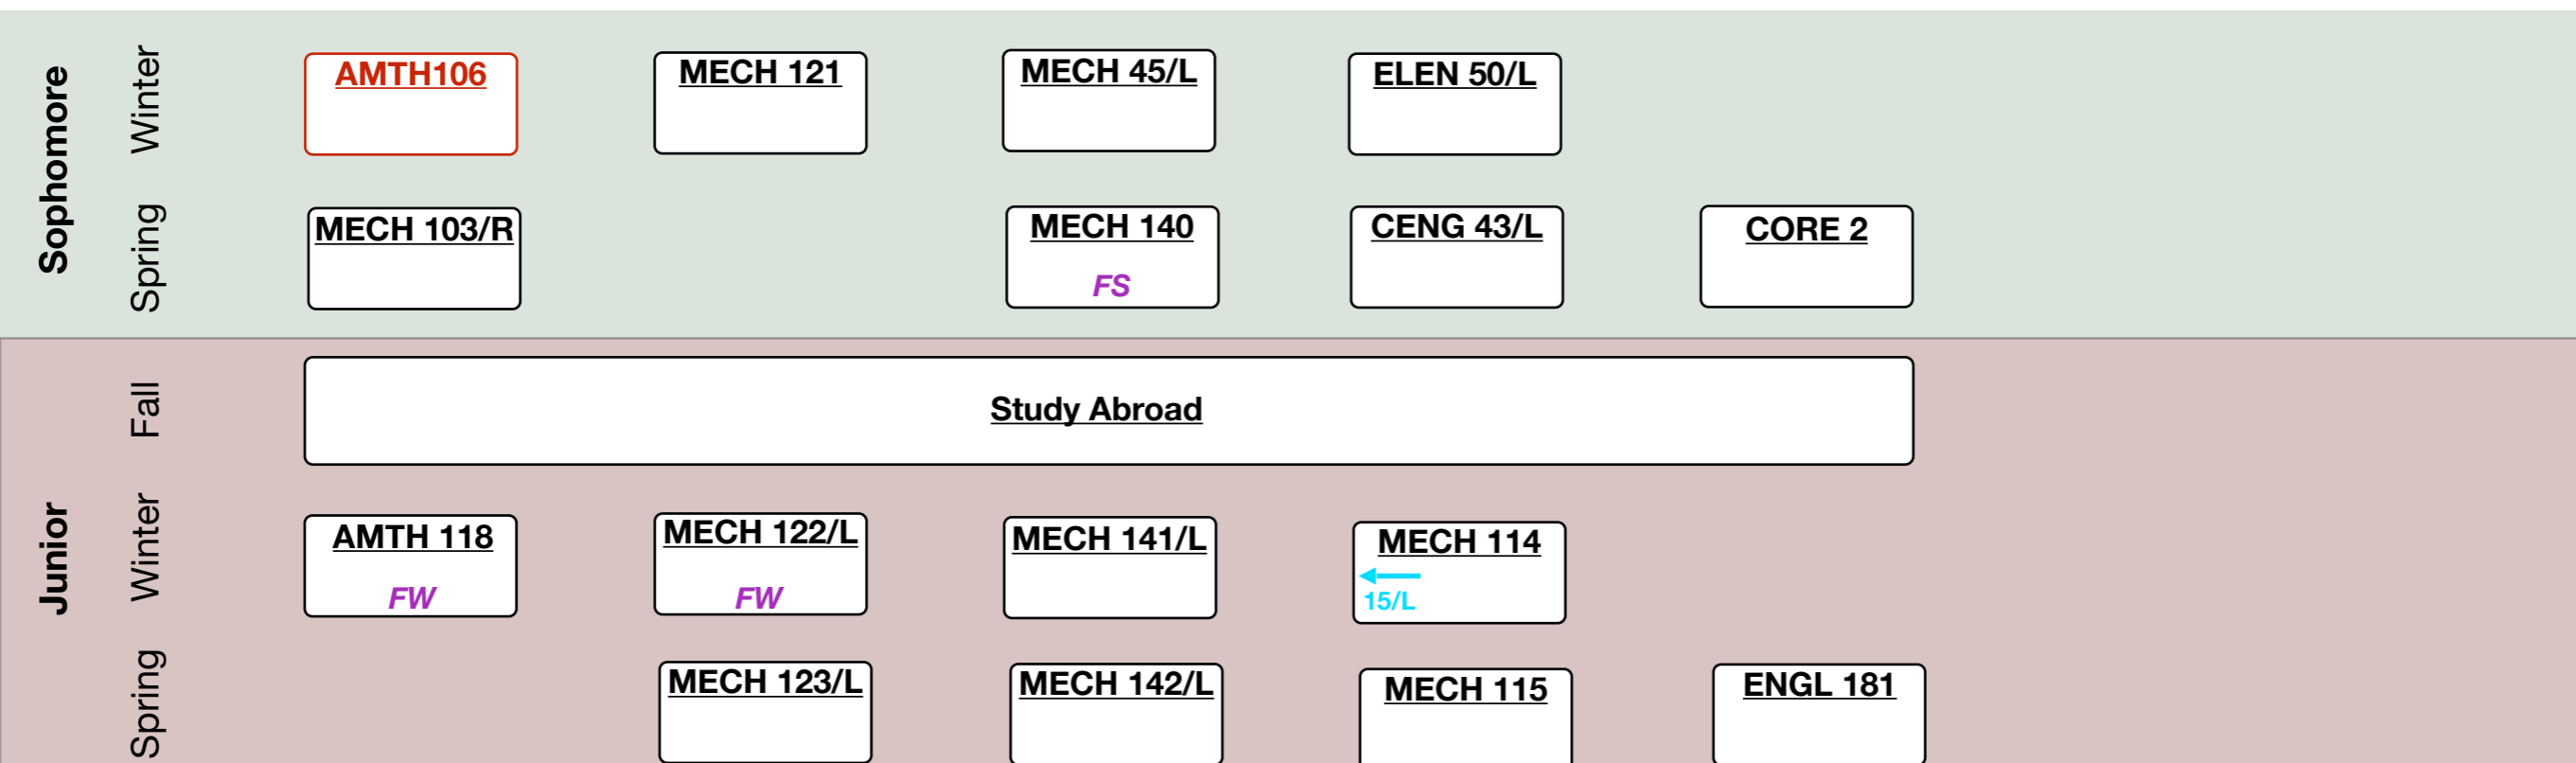 Sophomore
Winter
AMTH106
MECH 121
MECH 45/L
ELEN 50/L
Spring
MECH 103/R
MECH 140
FS
CENG 43/L
CORE 2
Junior
Fall
Study Abroad
Winter
AMTH 118
FW
MECH 122/L
FW
MECH 141/L
MECH 114
15/L
Spring
MECH 123/L
MECH 142/L
MECH 115
ENGL 181